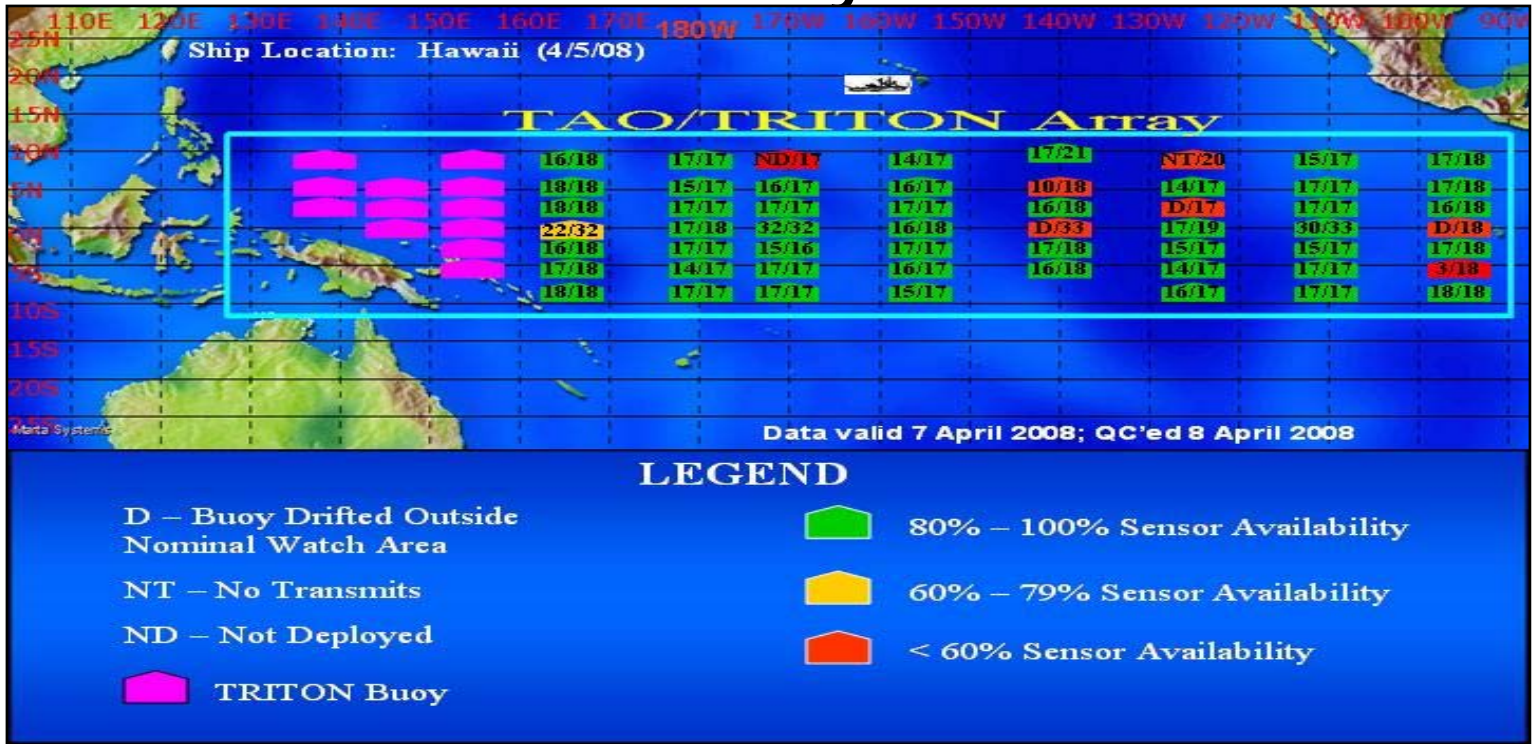 110E 120E 130E 140E 150E 160E 170E 180W 170W 160W 150W 140W 130W 120W 110W 100W 90W
25N
Ship Location: Hawaii (4/5/08)
20N
15N
TAO/TRITON Array
10N 16/18 17/17 ND/17 14/17 17/21 NT/20 15/17 17/18
5N 18/18 15/17 16/17 16/17 10/18 14/17 17/17 17/18
18/18 17/17 17/17 17/17 16/18 D/17 17/17 16/18
22/32 17/18 32/32 16/18 D/33 17/19 30/33 D/18
16/18 17/17 15/16 17/17 17/18 15/17 15/17 17/18
17/18 14/17 17/17 16/17 16/18 14/17 17/17 3/18
18/18 17/17 17/17 15/17 16/17 17/17 18/18
10S
15S
20S
Marta Systems
Data valid 7 April 2008; QC'ed 8 April 2008
LEGEND
D – Buoy Drifted Outside
Nominal Watch Area
NT – No Transmits
ND – Not Deployed
TRITON Buoy
80% – 100% Sensor Availability
60% – 79% Sensor Availability
< 60% Sensor Availability